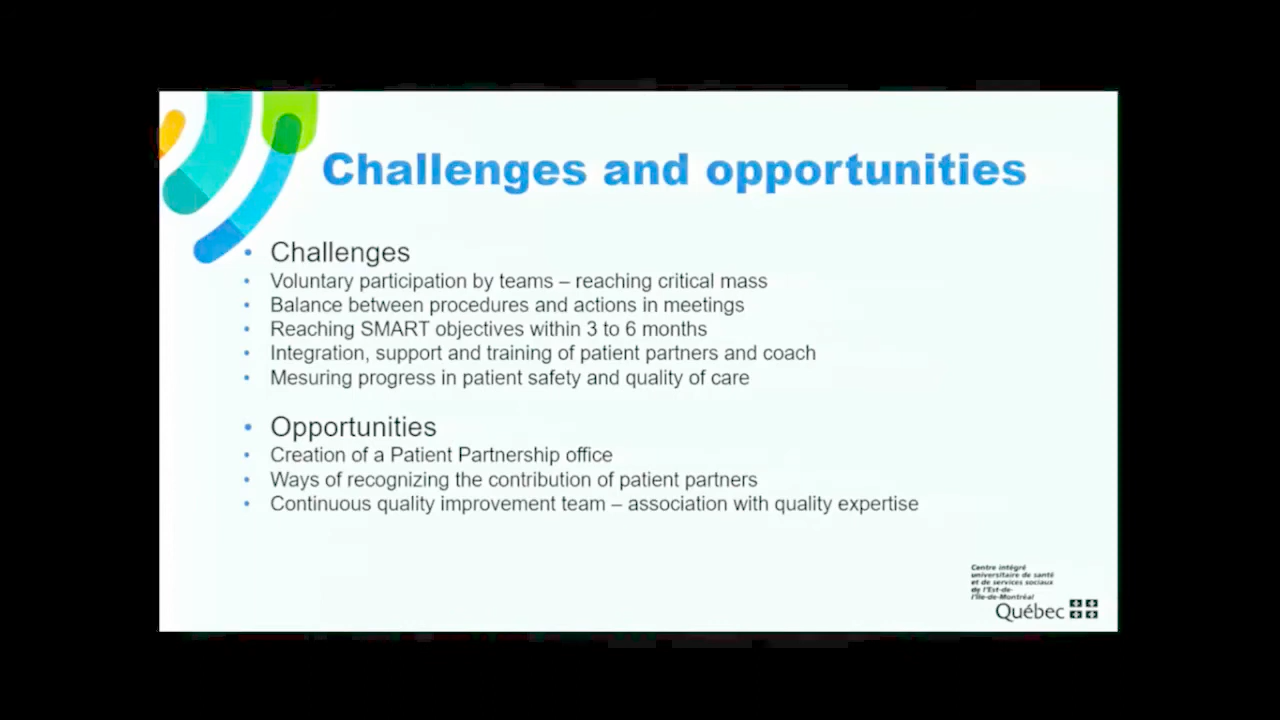 Challenges and opportunities
• Challenges
• Voluntary participation by teams – reaching critical mass
• Balance between procedures and actions in meetings
• Reaching SMART objectives within 3 to 6 months
• Integration, support and training of patient partners and coach
• Mesuring progress in patient safety and quality of care
• Opportunities
• Creation of a Patient Partnership office
• Ways of recognizing the contribution of patient partners
• Continuous quality improvement team – association with quality expertise
Centre intégré
universitaire de santé
et de services sociaux
de l'Est-de-
l'Île-de-Montréal
Québec